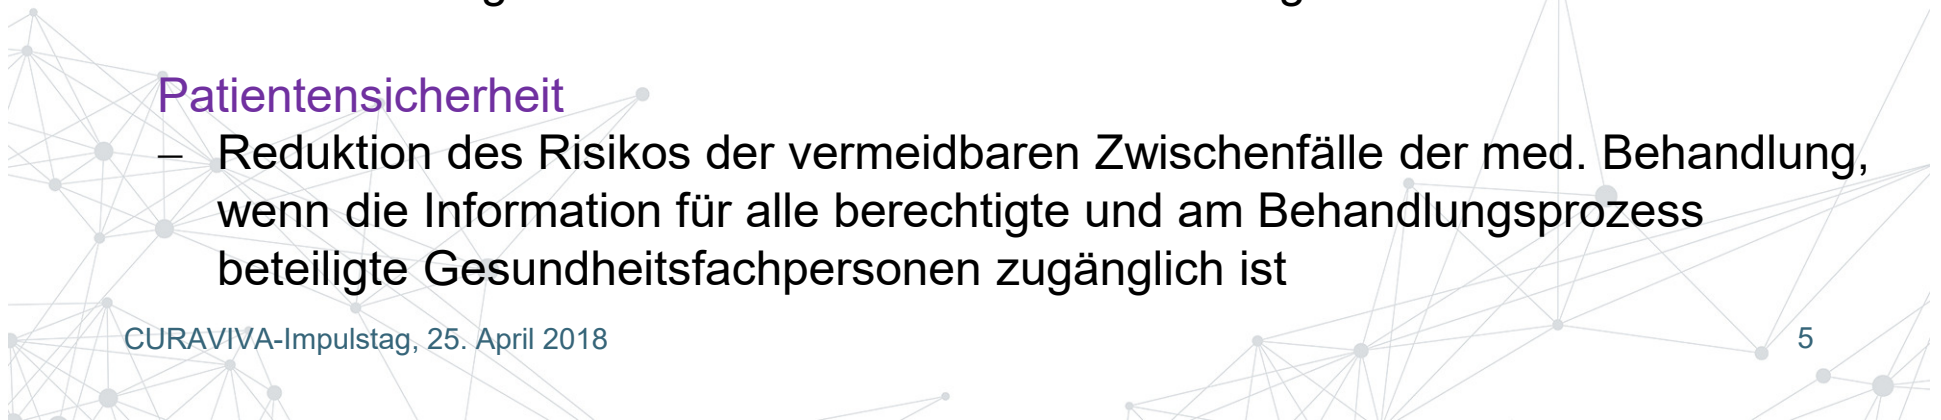 Patientensicherheit
– Reduktion des Risikos der vermeidbaren Zwischenfälle der med. Behandlung,
wenn die Information für alle berechtigte und am Behandlungsprozess
beteiligte Gesundheitsfachpersonen zugänglich ist
CURAVIVA-Impulstag, 25. April 2018
5